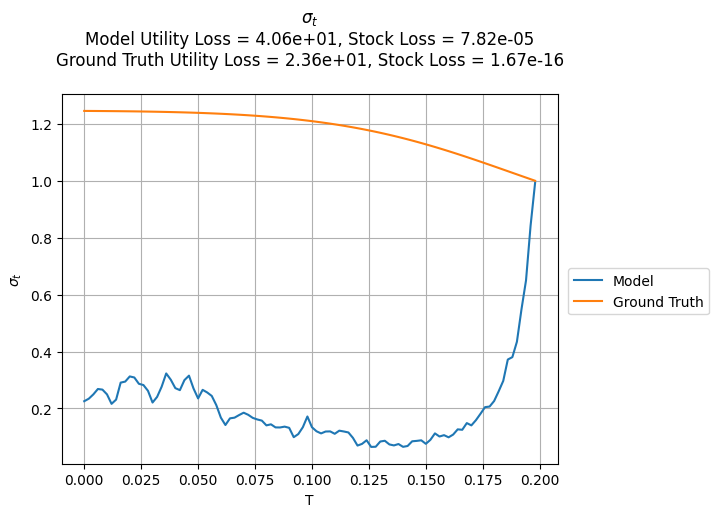 σt
Model Utility Loss = 4.06e+01, Stock Loss = 7.82e-05
Ground Truth Utility Loss = 2.36e+01, Stock Loss = 1.67e-16
1.2
1.0
0.8
0.6
0.4
0.2
σt
0.000 0.025 0.050 0.075 0.100 0.125 0.150 0.175 0.200
T
Model
Ground Truth